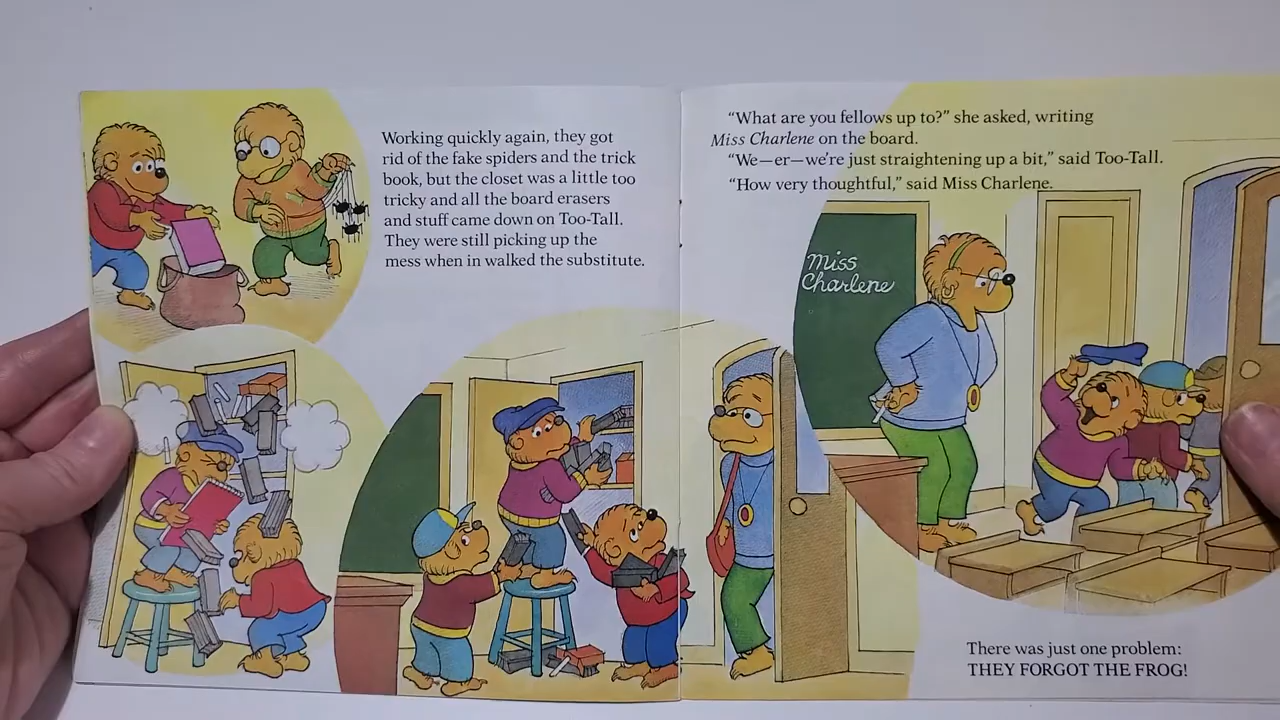 Working quickly again, they got
rid of the fake spiders and the trick
book, but the closet was a little too
tricky and all the board erasers
and stuff came down on Too-Tall.
They were still picking up the
mess when in walked the substitute.
“What are you fellows up to?” she asked, writing
Miss Charlene on the board.
“We—er—we’re just straightening up a bit,” said Too-Tall.
“How very thoughtful,” said Miss Charlene.
Miss
Charlene
There was just one problem:
THEY FORGOT THE FROG!